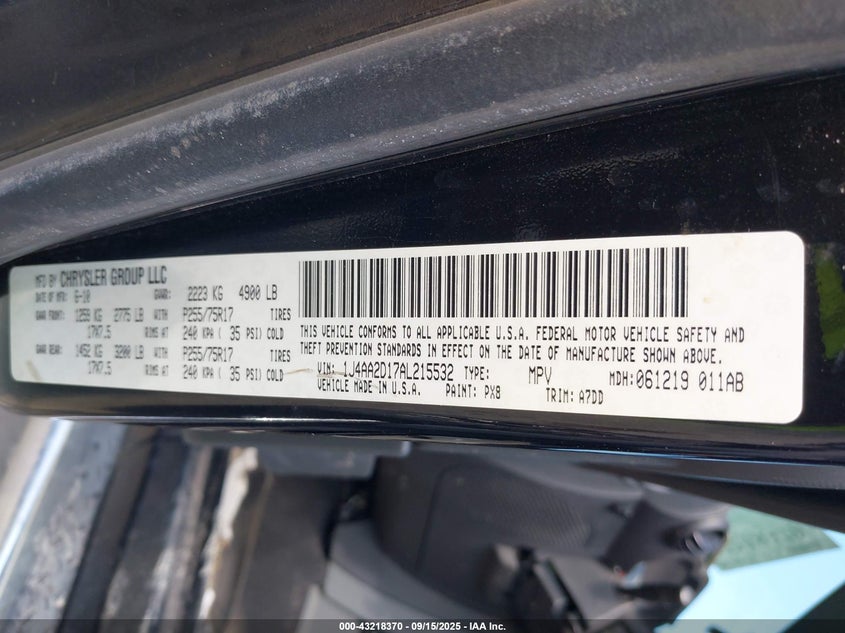 MFD BY CHRYSLER GROUP LLC
DATE OF MFR: 6-10 GVWR: 2223 KG 4900 LB
GAWR FRONT: 1259 KG 2775 LB WITH P255/75R17 TIRES
17X7.5 RIMS AT 240 KPA ( 35 PSI) COLD
GAWR REAR: 1452 KG 3200 LB WITH P255/75R17 TIRES
17X7.5 RIMS AT 240 KPA ( 35 PSI) COLD
THIS VEHICLE CONFORMS TO ALL APPLICABLE U.S.A. FEDERAL MOTOR VEHICLE SAFETY AND
THEFT PREVENTION STANDARDS IN EFFECT ON THE DATE OF MANUFACTURE SHOWN ABOVE.
VIN: 1J4AA2D17AL215532 TYPE: MPV MDH: 061219 011AB
VEHICLE MADE IN U.S.A. PAINT: PX8 TRIM: A7DD
000-43218370 - 09/15/2025 - IAA Inc.